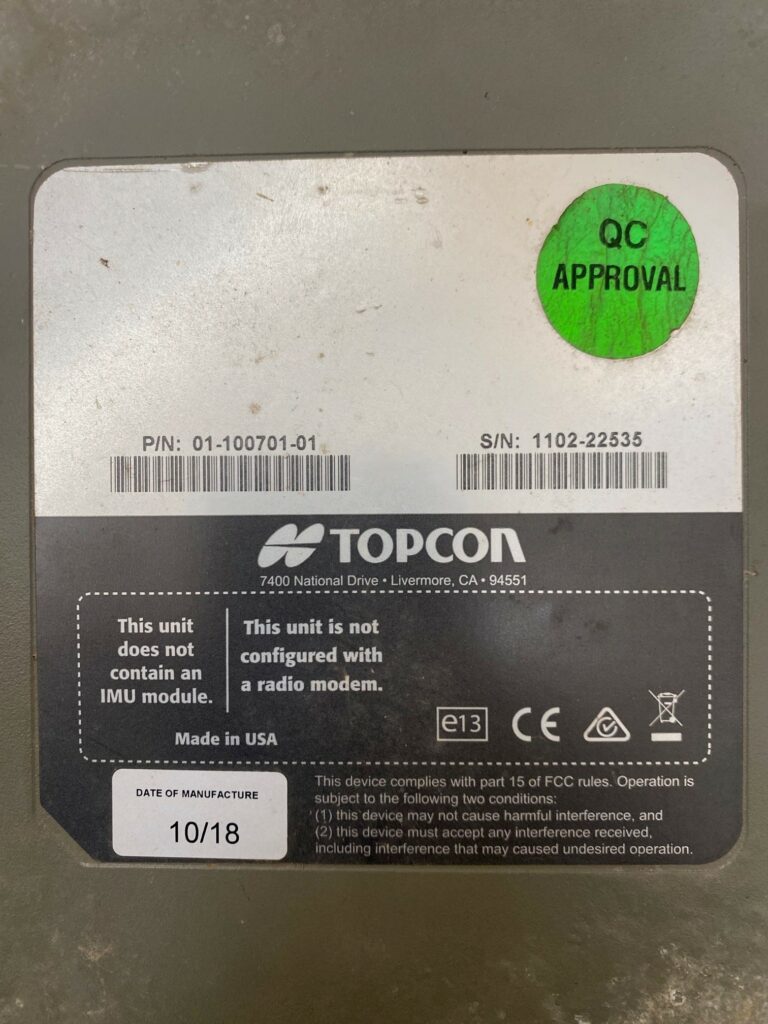 QC
APPROVAL
P/N: 01-100701-01
S/N: 1102-22535
TOPCON
7400 National Drive • Livermore, CA • 94551
This unit
does not
contain an
IMU module.
This unit is not
configured with
a radio modem.
Made in USA
e13
CE
DATE OF MANUFACTURE
10/18
This device complies with part 15 of FCC rules. Operation is
subject to the following two conditions:
(1) this device may not cause harmful interference, and
(2) this device must accept any interference received,
including interference that may caused undesired operation.